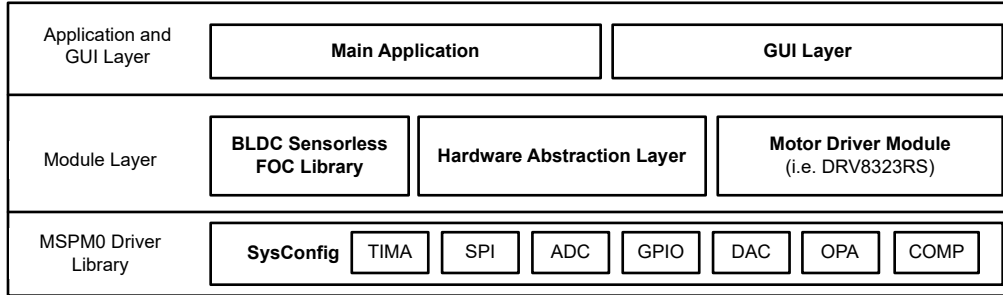 Application and
GUI Layer
Main Application
GUI Layer
Module Layer
BLDC Sensorless
FOC Library
Hardware Abstraction Layer
Motor Driver Module
(i.e. DRV8323RS)
MSPM0 Driver
Library
SysConfig
TIMA
SPI
ADC
GPIO
DAC
OPA
COMP